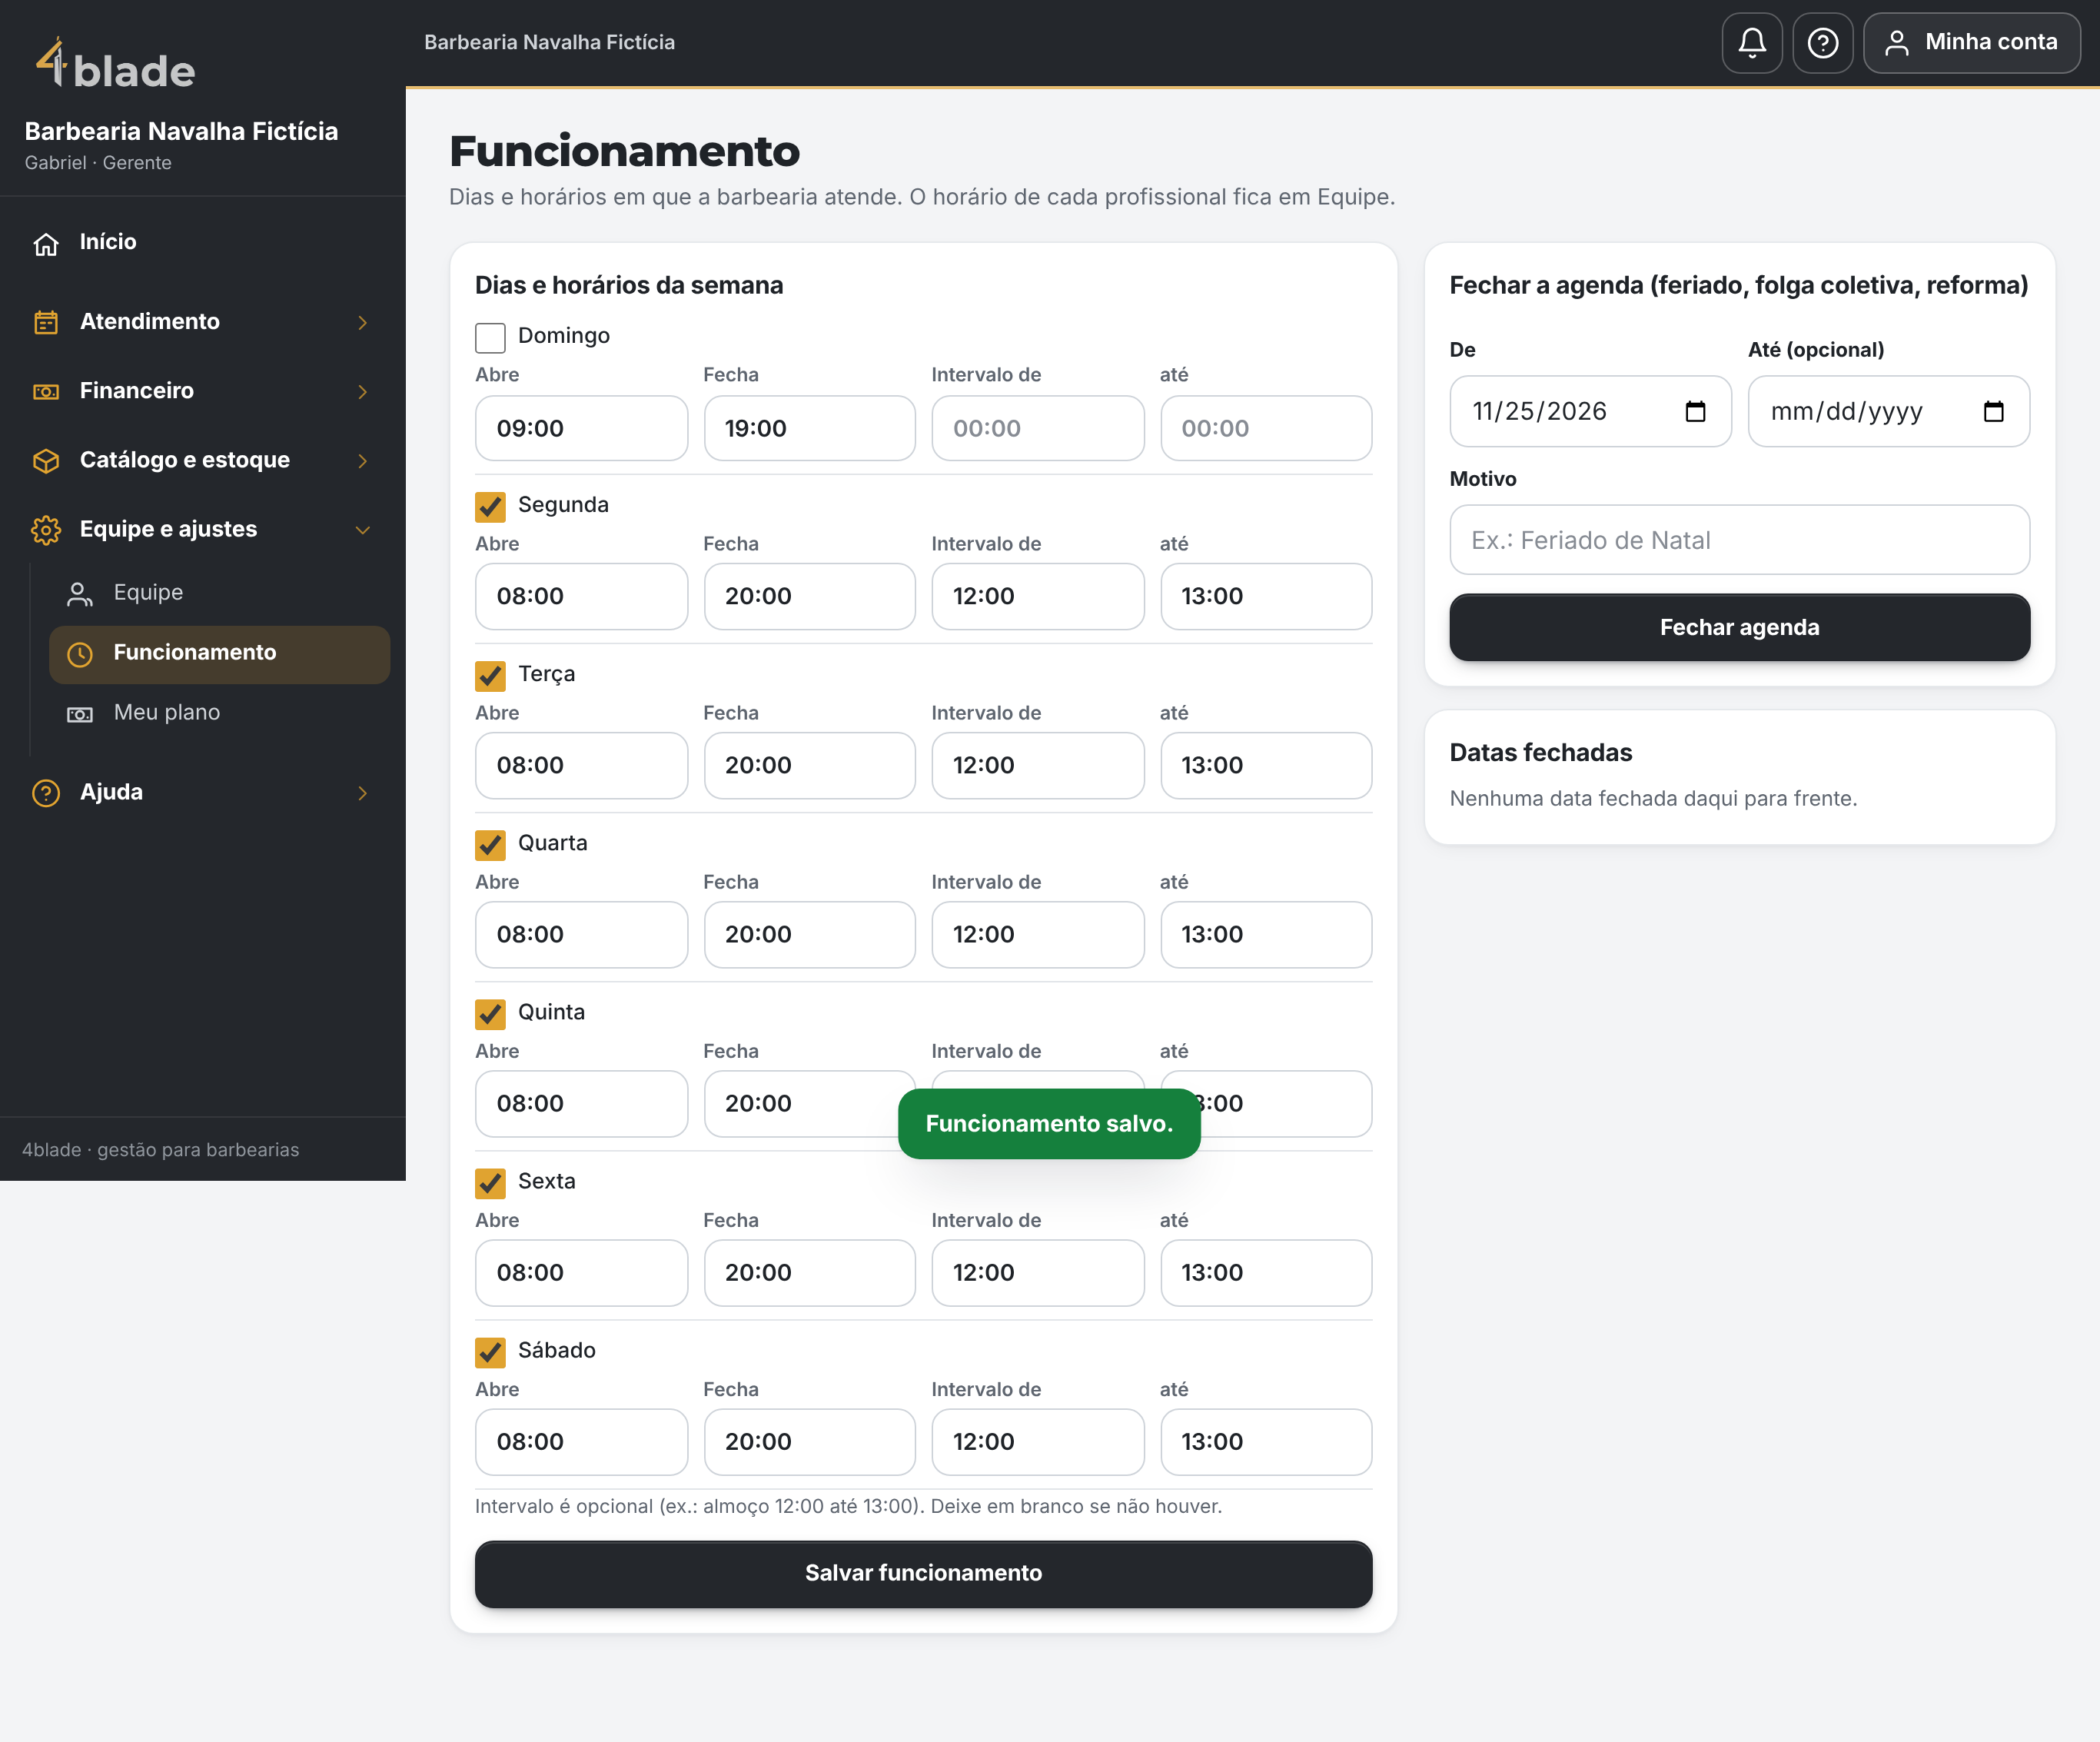 4blade
Barbearia Navalha Fictícia
Gabriel · Gerente
Início
Atendimento
Financeiro
Catálogo e estoque
Equipe e ajustes
Equipe
Funcionamento
Meu plano
Ajuda
4blade · gestão para barbearias
Barbearia Navalha Fictícia
Minha conta
Funcionamento
Dias e horários em que a barbearia atende. O horário de cada profissional fica em Equipe.
Dias e horários da semana
Domingo
Abre Fecha Intervalo de até
09:00 19:00 00:00 00:00
Segunda
Abre Fecha Intervalo de até
08:00 20:00 12:00 13:00
Terça
Abre Fecha Intervalo de até
08:00 20:00 12:00 13:00
Quarta
Abre Fecha Intervalo de até
08:00 20:00 12:00 13:00
Quinta
Abre Fecha Intervalo de até
08:00 20:00
Funcionamento salvo.
Sexta
Abre Fecha Intervalo de até
08:00 20:00 12:00 13:00
Sábado
Abre Fecha Intervalo de até
08:00 20:00 12:00 13:00
Intervalo é opcional (ex.: almoço 12:00 até 13:00). Deixe em branco se não houver.
Salvar funcionamento
Fechar a agenda (feriado, folga coletiva, reforma)
De Até (opcional)
11/25/2026 mm/dd/yyyy
Motivo
Ex.: Feriado de Natal
Fechar agenda
Datas fechadas
Nenhuma data fechada daqui para frente.